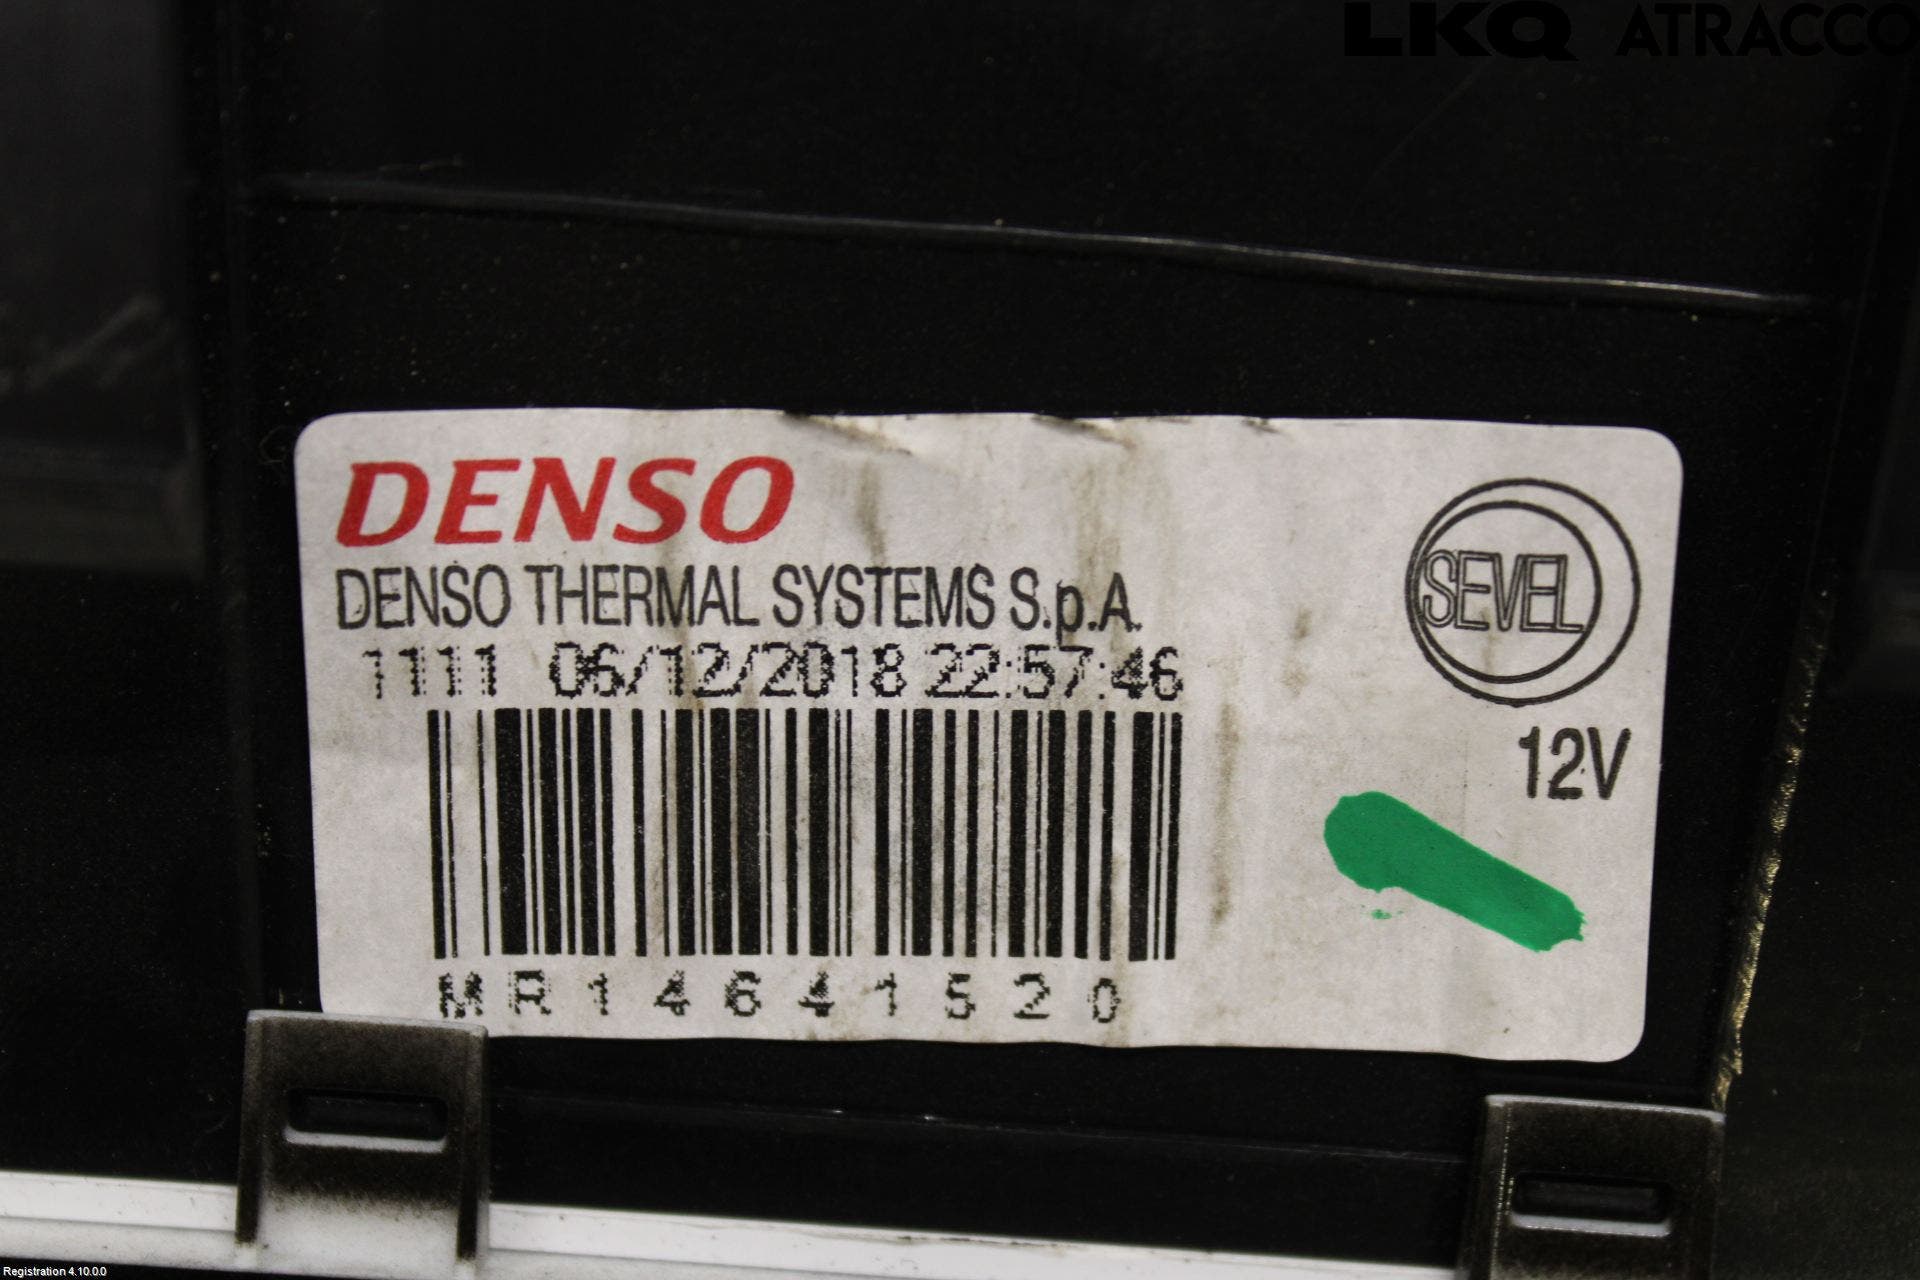 LKQ ATRACCO
DENSO
DENSO THERMAL SYSTEMS S.p.A.
SEVEL
1111 06/12/2018 22:57:46
12V
MR14641520
Registration 4.10.0.0